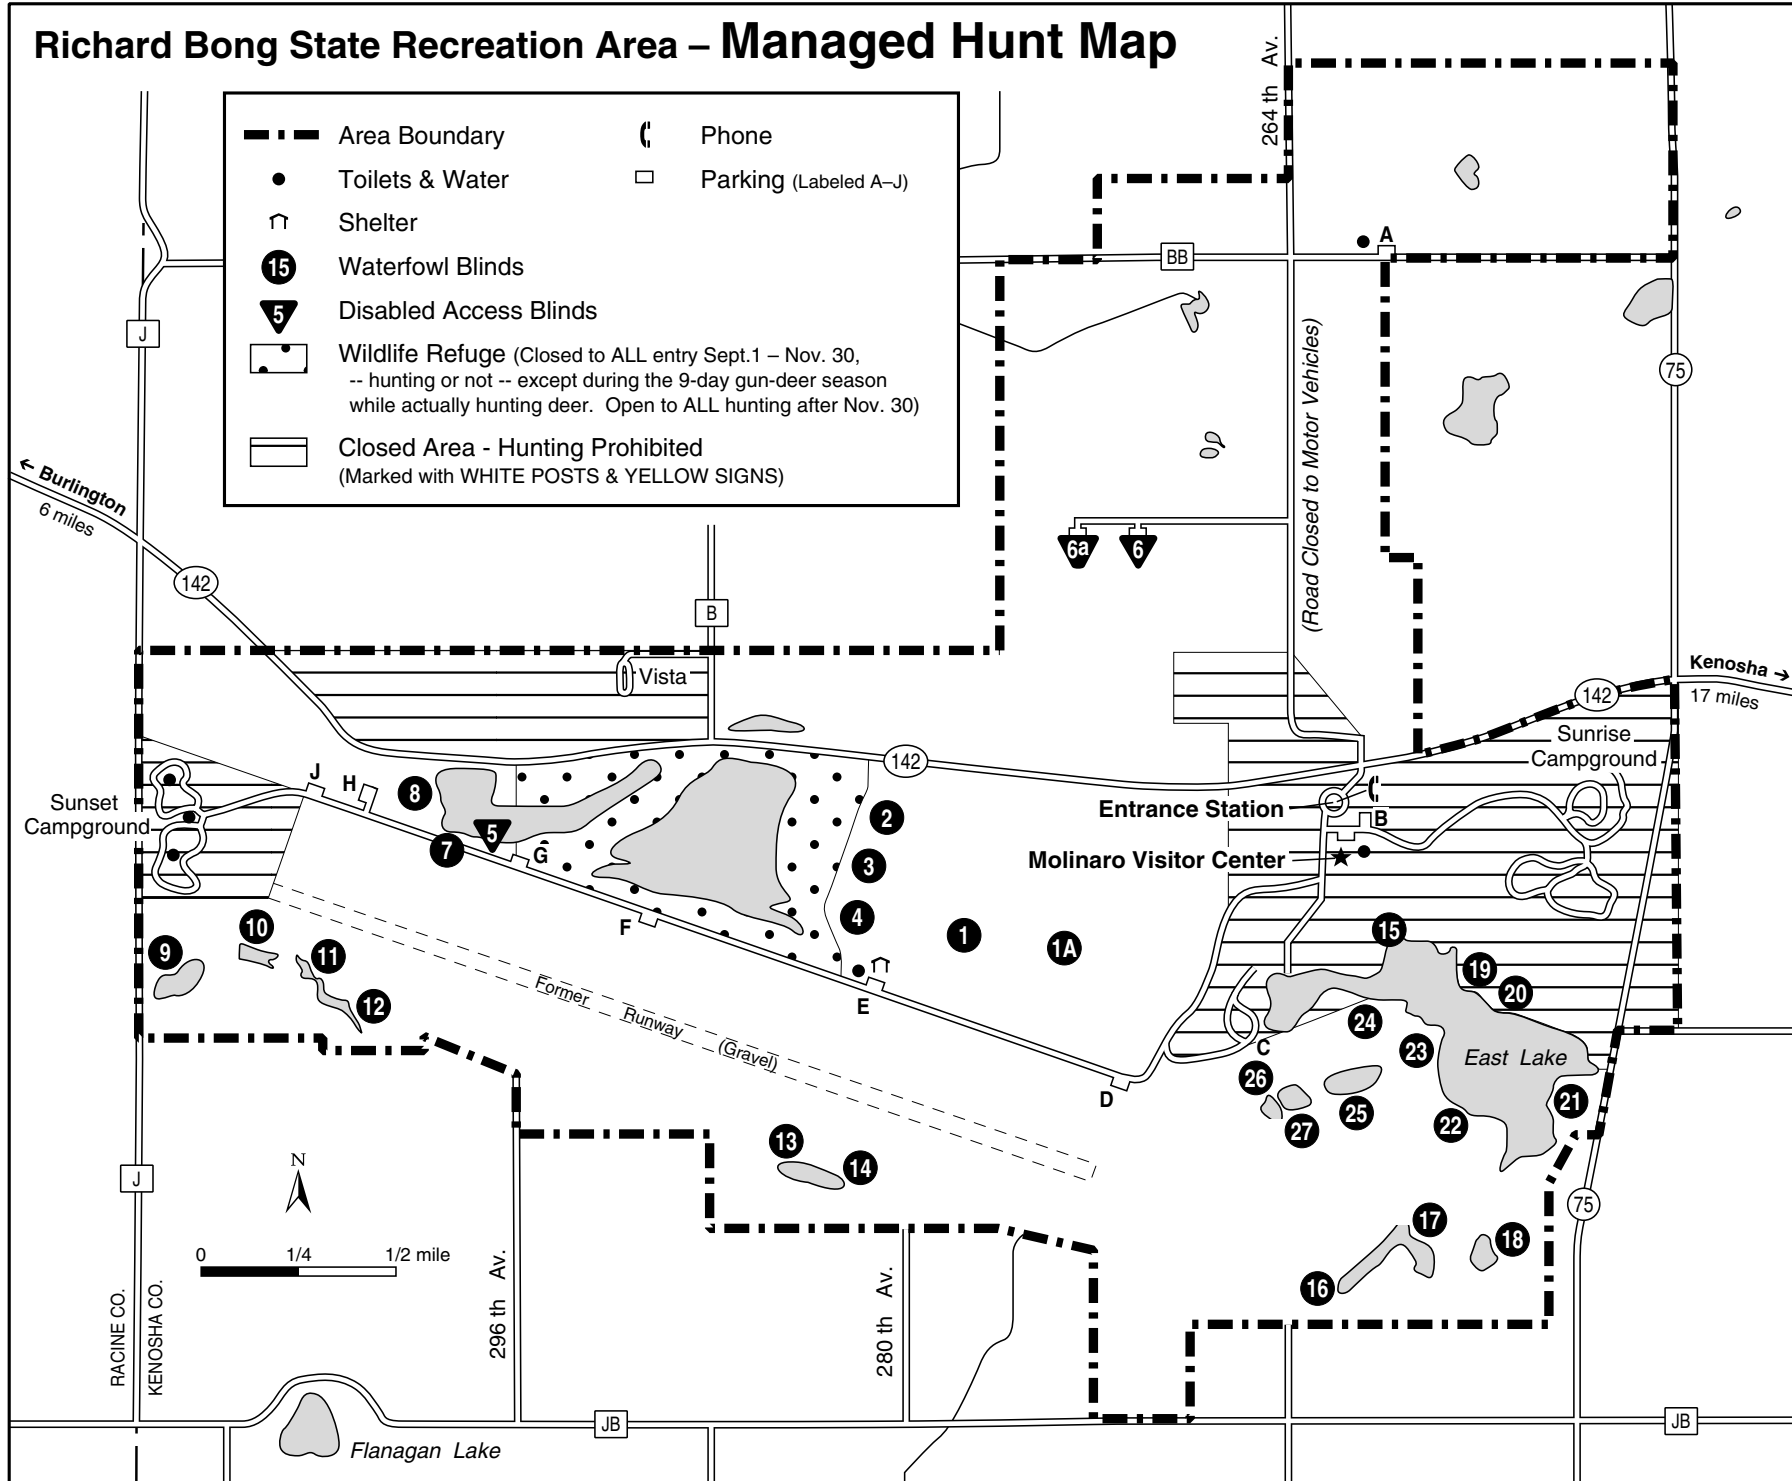 Richard Bong State Recreation Area – Managed Hunt Map
Area Boundary
Toilets & Water
Shelter
15 Waterfowl Blinds
5 Disabled Access Blinds
Wildlife Refuge (Closed to ALL entry Sept.1 – Nov. 30,
-- hunting or not -- except during the 9-day gun-deer season
while actually hunting deer.  Open to ALL hunting after Nov. 30)
Closed Area - Hunting Prohibited
(Marked with WHITE POSTS & YELLOW SIGNS)
Phone
Parking (Labeled A–J)
264 th Av.
A
BB
J
75
(Road Closed to Motor Vehicles)
← Burlington
6 miles
142
B
6a
6
Kenosha →
17 miles
142
Vista
Sunrise
Campground
142
J
H
8
Sunset
Campground
5
7
G
F
2
3
4
Entrance Station
B
Molinaro Visitor Center
1
1A
15
9
10
11
12
E
19
20
24
23
East Lake
C
26
27
25
22
21
D
Former Runway (Gravel)
13
14
J
N
0 1/4 1/2 mile
RACINE CO.
KENOSHA CO.
296 th Av.
280 th Av.
75
17
18
16
JB
JB
Flanagan Lake